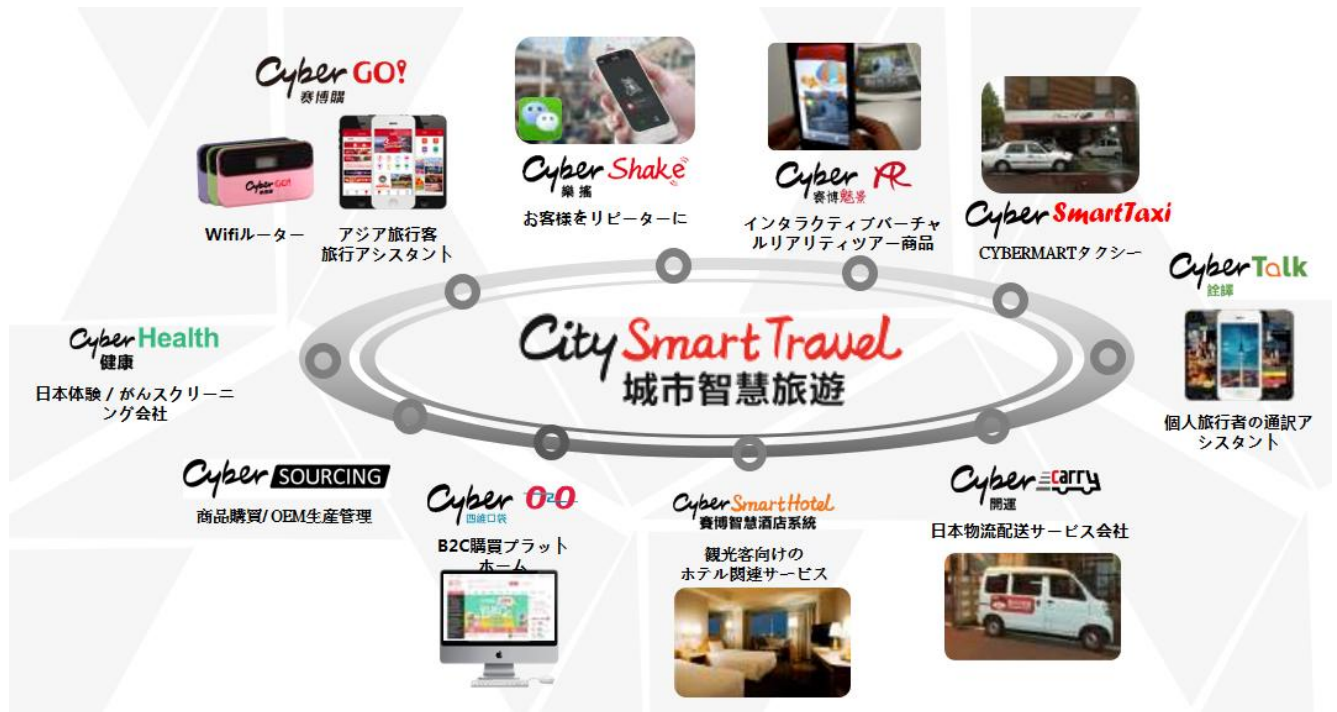 Cyber GO!
赛博購
Cyber GO!
Wifiルーター
アジア旅行客
旅行アシスタント
Cyber Shake
樂搖
お客様をリピーターに
Cyber AR
賽博魅景
インタラクティブバーチャ
ルリアリティツアー商品
Cyber SmartTaxi
CYBERMARTタクシー
Cyber Talk
詮譯
個人旅行者の通訳ア
シスタント
Cyber Health
健康
日本体験 / がんスクリーニ
ング会社
City Smart Travel
城市智慧旅遊
Cyber SOURCING
商品購買/ OEM生産管理
Cyber O2O
四維口袋
B2C購買プラット
ホーム
Cyber Smart Hotel
賽博智慧酒店系統
観光客向けの
ホテル関連サービス
Cyber carry
開運
日本物流配送サービス会社